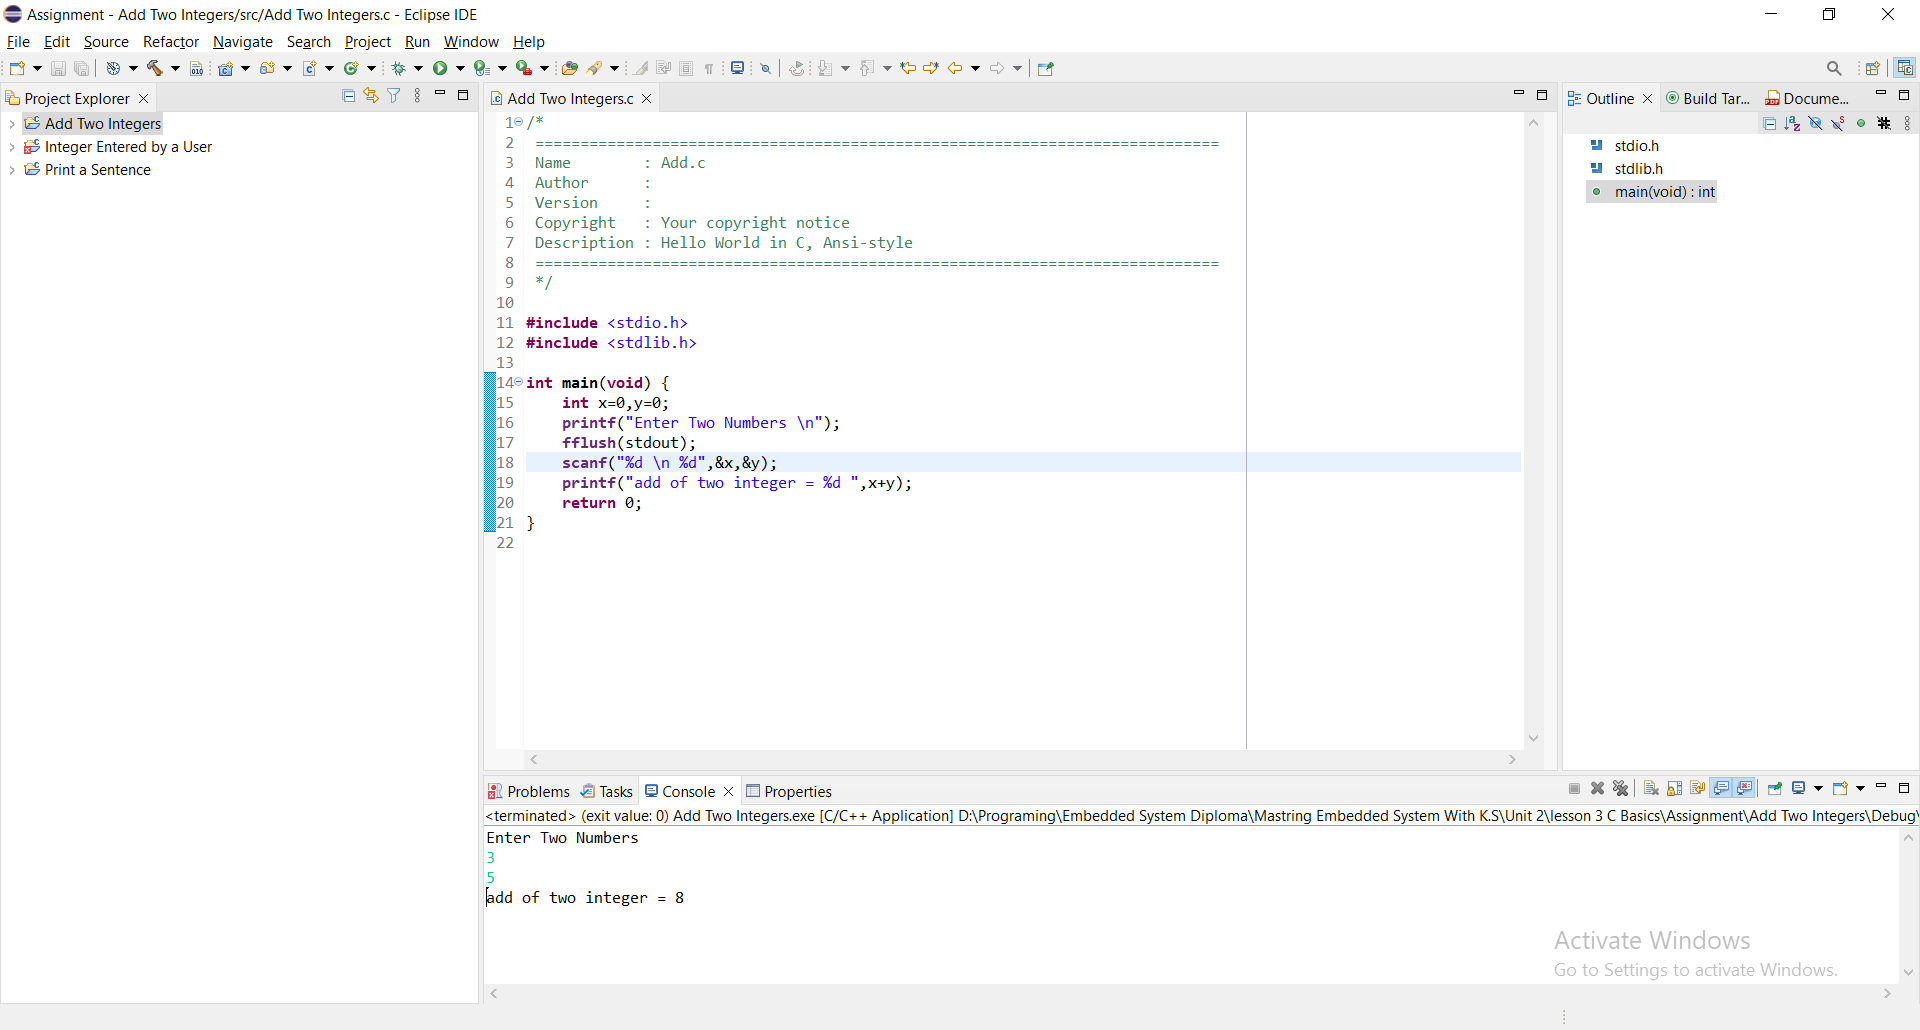 Assignment - Add Two Integers/src/Add Two Integers.c - Eclipse IDE
File Edit Source Refactor Navigate Search Project Run Window Help
Project Explorer
Add Two Integers
Integer Entered by a User
Print a Sentence
Add Two Integers.c
1 /*
2 ============================================================================
3 Name        : Add.c
4 Author      :
5 Version     :
6 Copyright   : Your copyright notice
7 Description : Hello World in C, Ansi-style
8 ============================================================================
9 */
10
11 #include <stdio.h>
12 #include <stdlib.h>
13
14 int main(void) {
15     int x=0,y=0;
16     printf("Enter Two Numbers \n");
17     fflush(stdout);
18     scanf("%d \n %d",&x,&y);
19     printf("add of two integer = %d ",x+y);
20     return 0;
21 }
22
Outline Build Tar... Docume...
stdio.h
stdlib.h
main(void) : int
Problems Tasks Console Properties
<terminated> (exit value: 0) Add Two Integers.exe [C/C++ Application] D:\Programing\Embedded System Diploma\Mastring Embedded System With K.S\Unit 2\lesson 3 C Basics\Assignment\Add Two Integers\Debug\
Enter Two Numbers
3
5
add of two integer = 8
Activate Windows
Go to Settings to activate Windows.